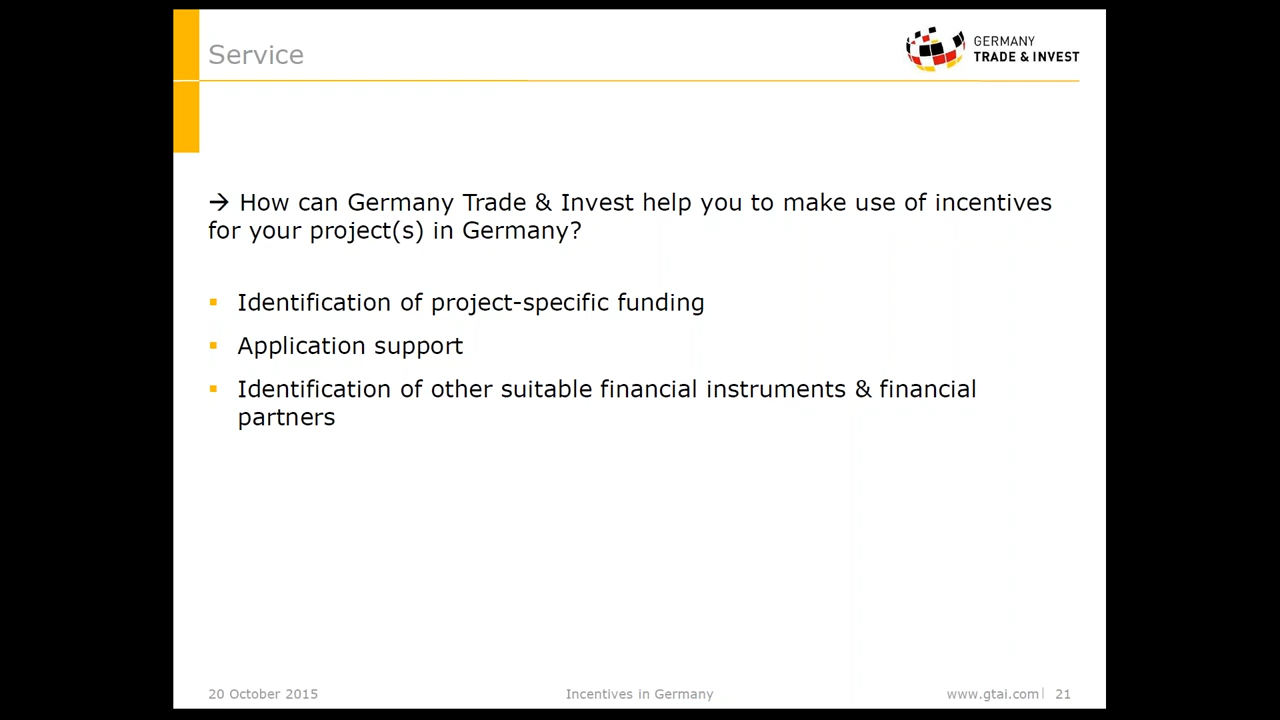 Service
GERMANY
TRADE & INVEST
→ How can Germany Trade & Invest help you to make use of incentives
for your project(s) in Germany?
▪ Identification of project-specific funding
▪ Application support
▪ Identification of other suitable financial instruments & financial
partners
20 October 2015
Incentives in Germany
www.gtai.com| 21